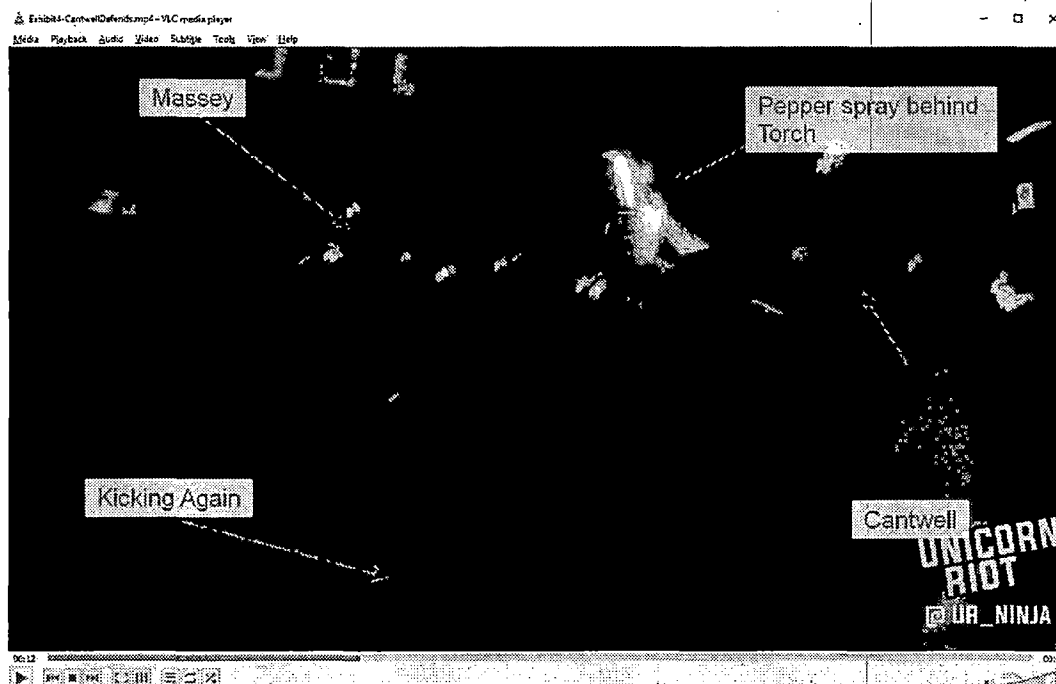 Exhibit4-CantwellDefends.mp4 - VLC media player
Media Playback Audio Video Subtitle Tools View Help
Massey
Pepper spray behind
Torch
Kicking Again
Cantwell
UNICORN
RIOT
UR_NINJA
00:12